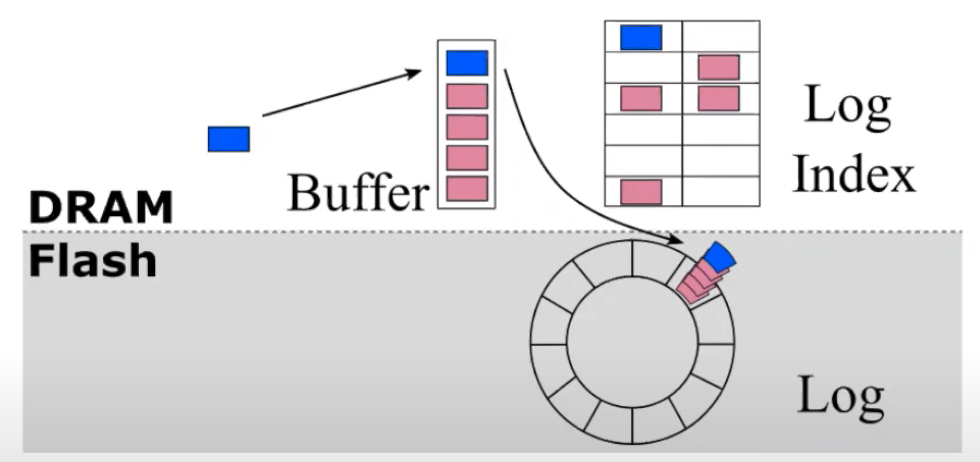 Log
Index
Buffer
DRAM
Flash
Log